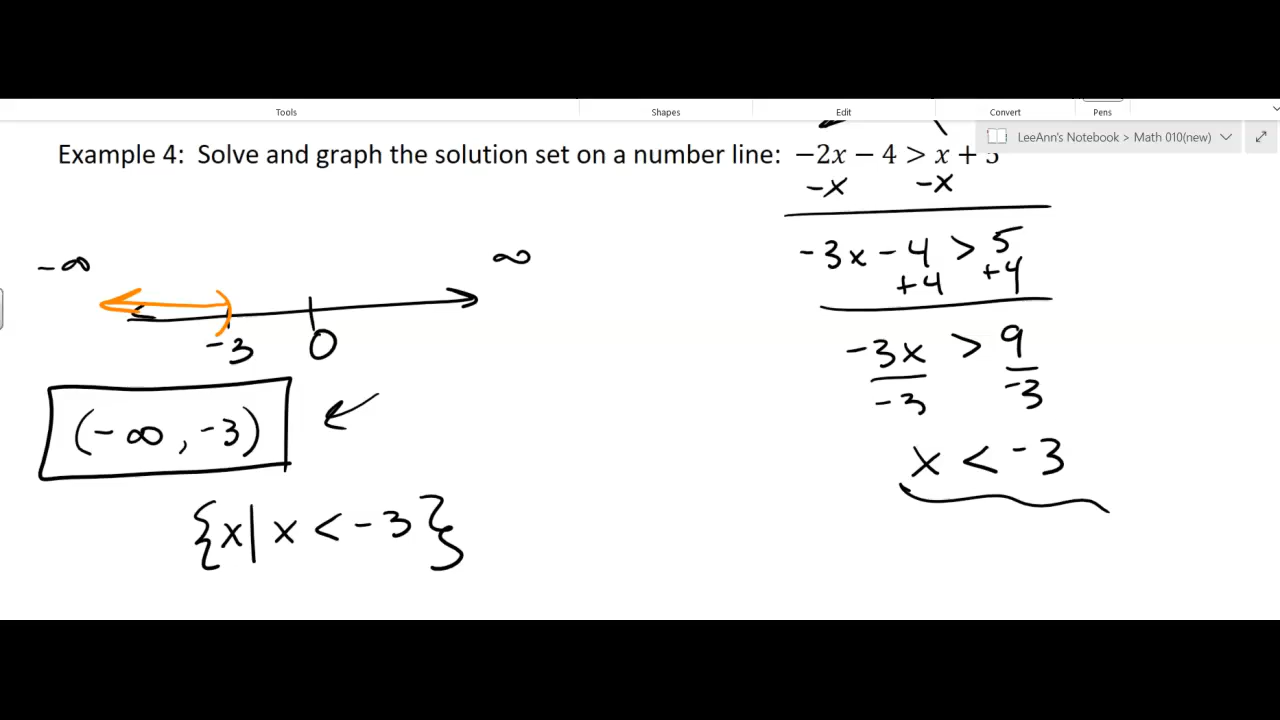 Tools Shapes Edit Convert Pens
LeeAnn's Notebook > Math 010(new)
Example 4: Solve and graph the solution set on a number line: −2x − 4 > x + 5
-x -x
-3x - 4 > 5
+4 +4
-3x > 9
-3 -3
x < -3
-∞ ∞
-3 0
(-∞, -3)
{x | x < -3}